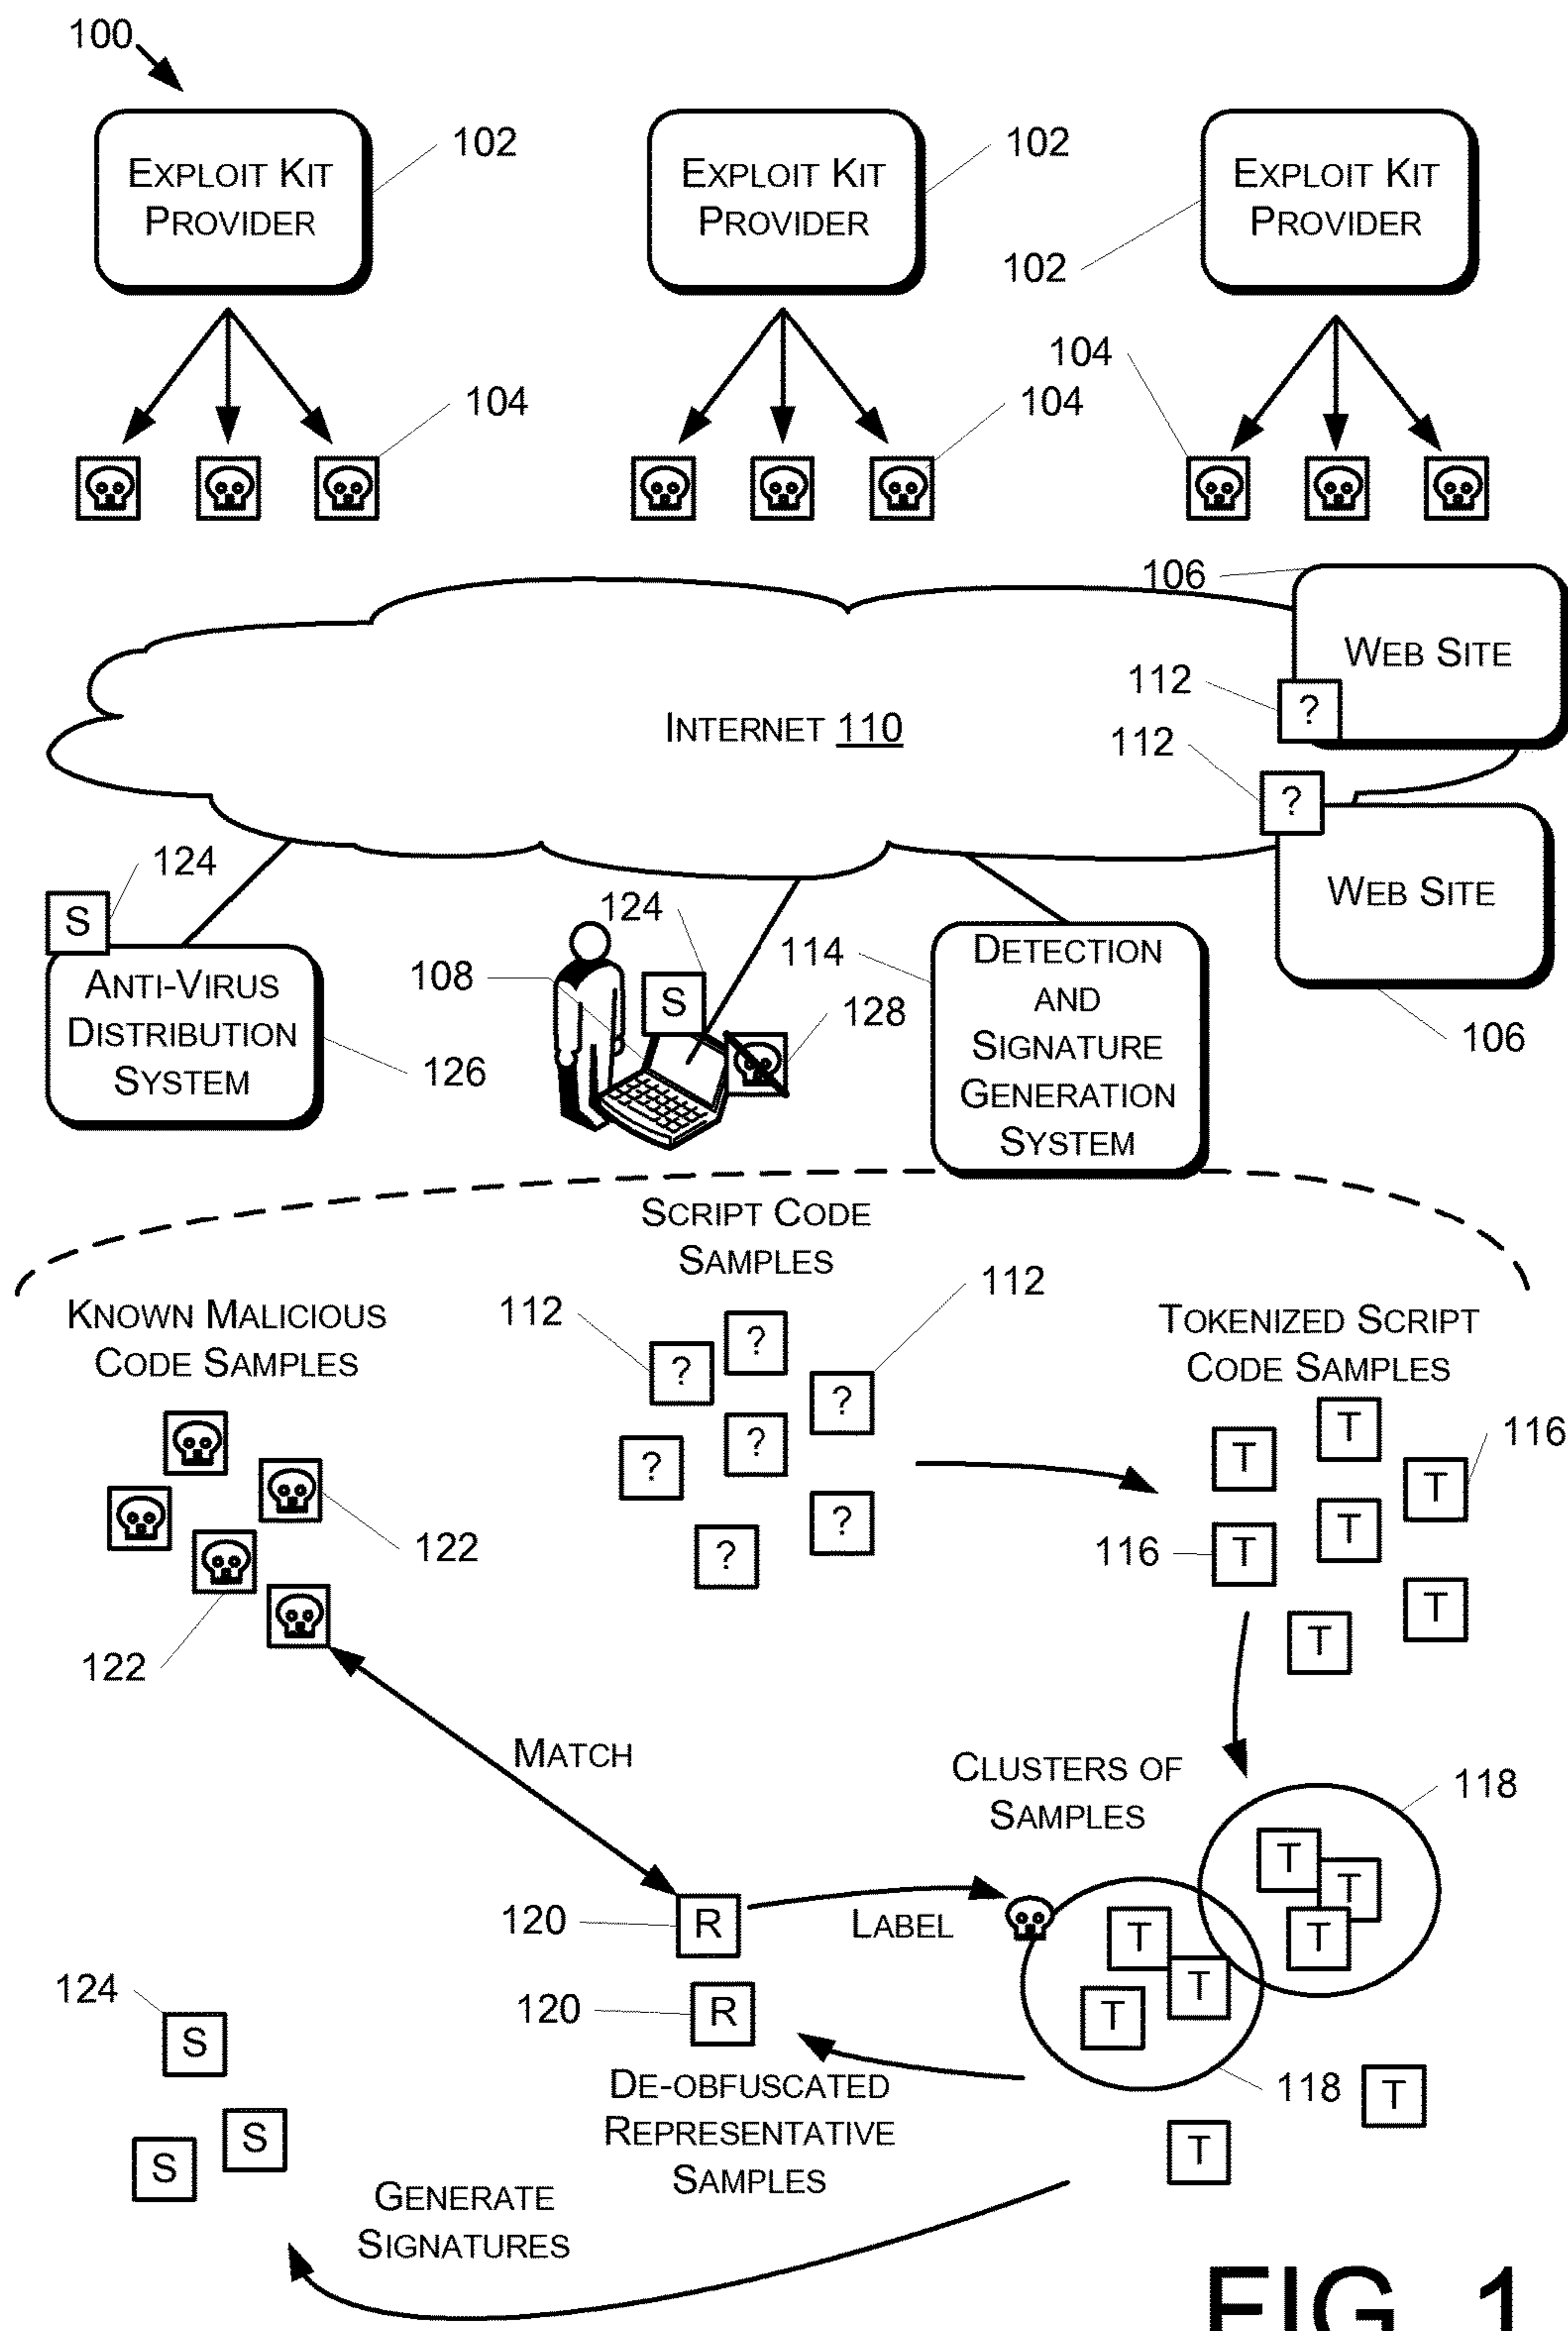 100
EXPLOIT KIT
PROVIDER
102
EXPLOIT KIT
PROVIDER
102
EXPLOIT KIT
PROVIDER
102
104
104
104
106
WEB SITE
112
?
INTERNET 110
112
?
WEB SITE
106
124
S
ANTI-VIRUS
DISTRIBUTION
SYSTEM
126
108
124
S
128
114
DETECTION
AND
SIGNATURE
GENERATION
SYSTEM
SCRIPT CODE
SAMPLES
KNOWN MALICIOUS
CODE SAMPLES
112
112
TOKENIZED SCRIPT
CODE SAMPLES
?
?
?
?
?
?
?
T
T
T
T
T
T
T
116
116
122
122
MATCH
CLUSTERS OF
SAMPLES
118
T
T
T
120
R
LABEL
T
T
T
120
R
118
DE-OBFUSCATED
REPRESENTATIVE
SAMPLES
T
T
124
S
S
S
GENERATE
SIGNATURES
FIG. 1